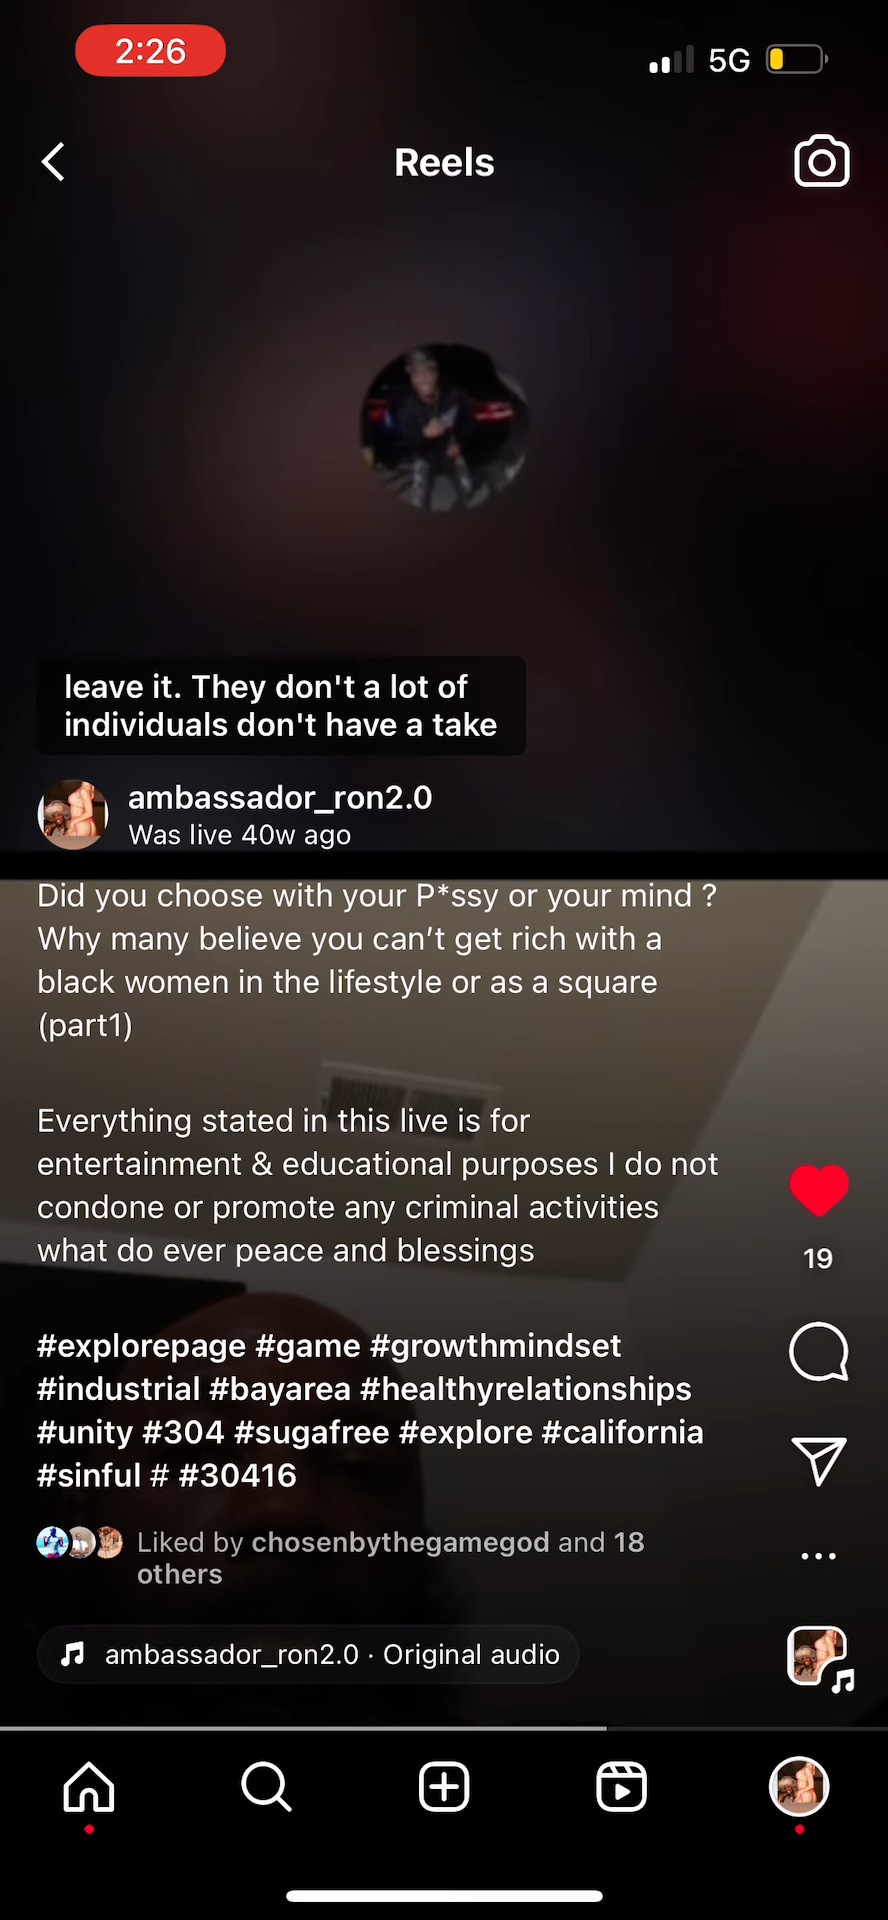 2:26
5G
Reels
leave it. They don't a lot of
individuals don't have a take
ambassador_ron2.0
Was live 40w ago
Did you choose with your P*ssy or your mind ?
Why many believe you can’t get rich with a
black women in the lifestyle or as a square
(part1)
Everything stated in this live is for
entertainment & educational purposes I do not
condone or promote any criminal activities
what do ever peace and blessings
#explorepage #game #growthmindset
#industrial #bayarea #healthyrelationships
#unity #304 #sugafree #explore #california
#sinful # #30416
19
Liked by chosenbythegamegod and 18
others
ambassador_ron2.0 · Original audio